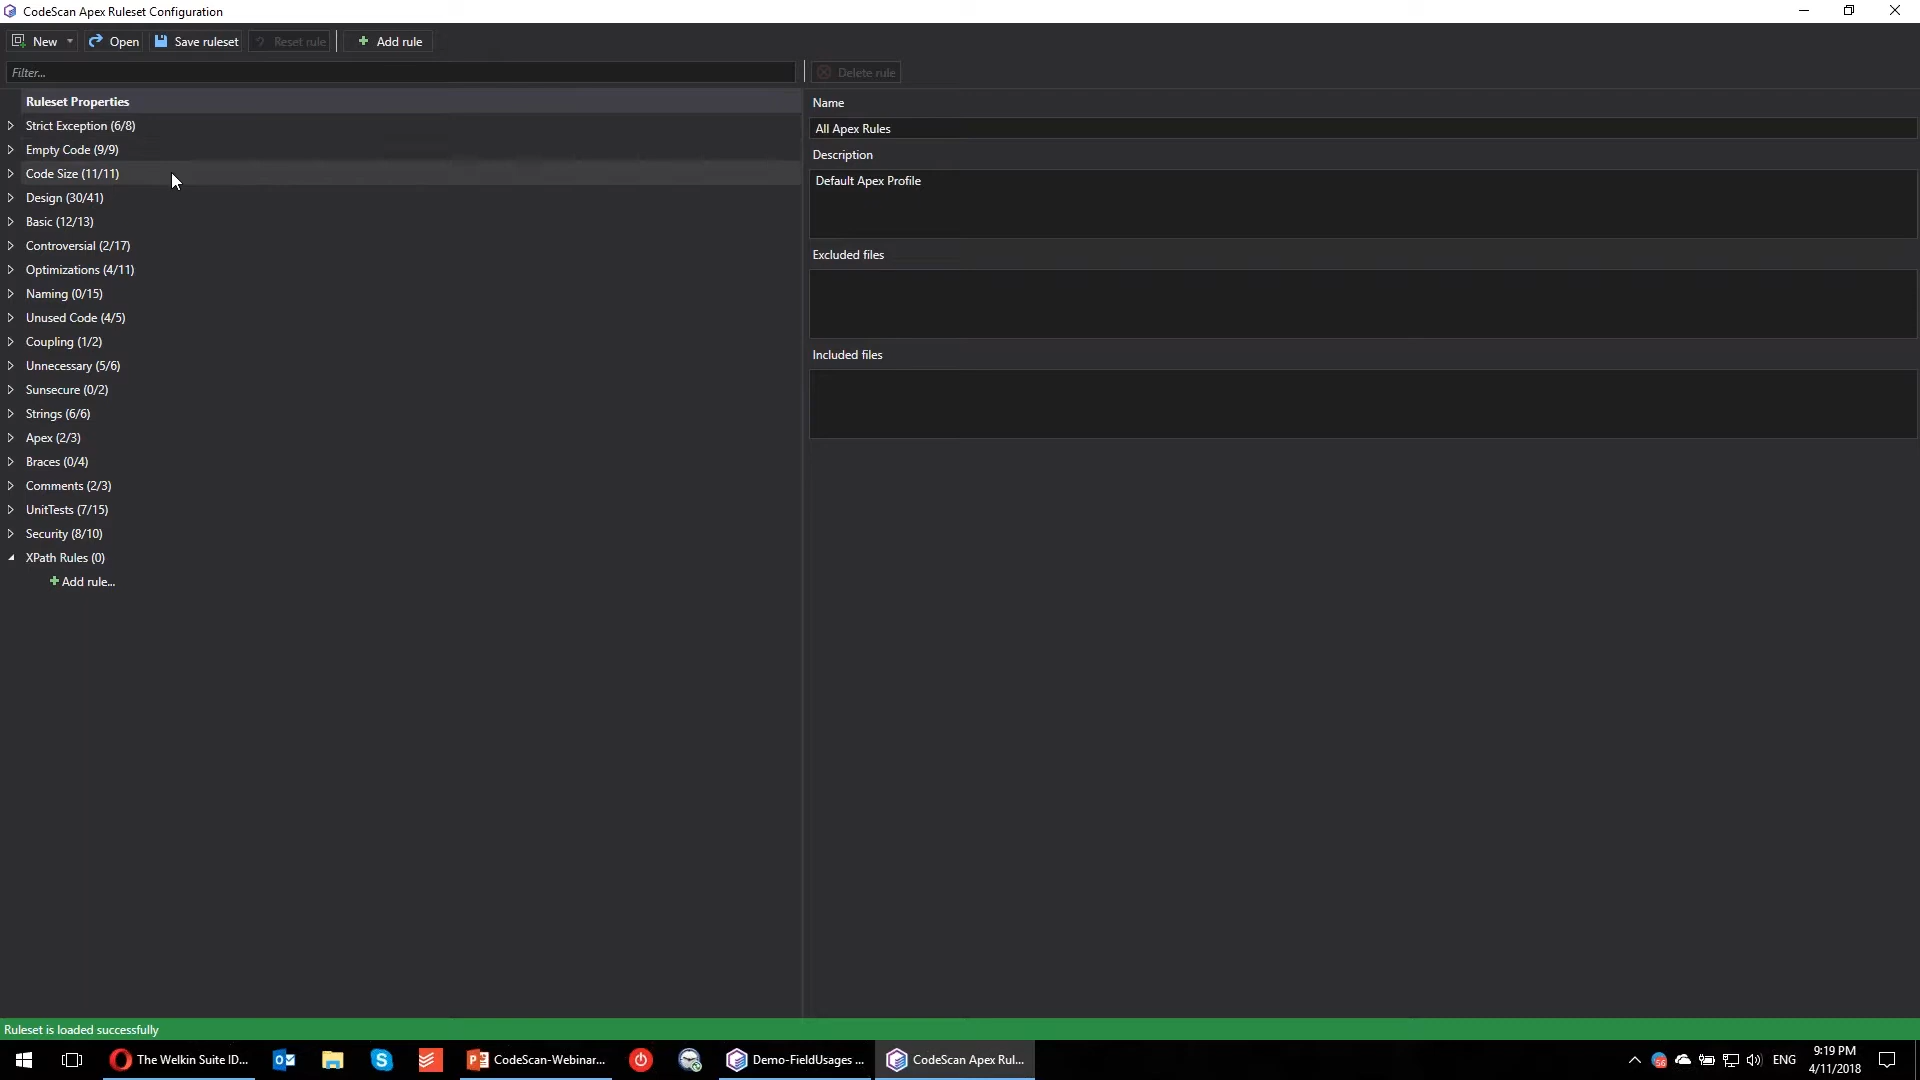 CodeScan Apex Ruleset Configuration
New Open Save ruleset Reset rule Add rule
Filter... Delete rule
Ruleset Properties
Strict Exception (6/8)
Empty Code (9/9)
Code Size (11/11)
Design (30/41)
Basic (12/13)
Controversial (2/17)
Optimizations (4/11)
Naming (0/15)
Unused Code (4/5)
Coupling (1/2)
Unnecessary (5/6)
Sunsecure (0/2)
Strings (6/6)
Apex (2/3)
Braces (0/4)
Comments (2/3)
UnitTests (7/15)
Security (8/10)
XPath Rules (0)
Add rule...
Name
All Apex Rules
Description
Default Apex Profile
Excluded files
Included files
Ruleset is loaded successfully
The Welkin Suite ID... CodeScan-Webinar... Demo-FieldUsages ... CodeScan Apex Rul... 56 ENG
9:19 PM
4/11/2018